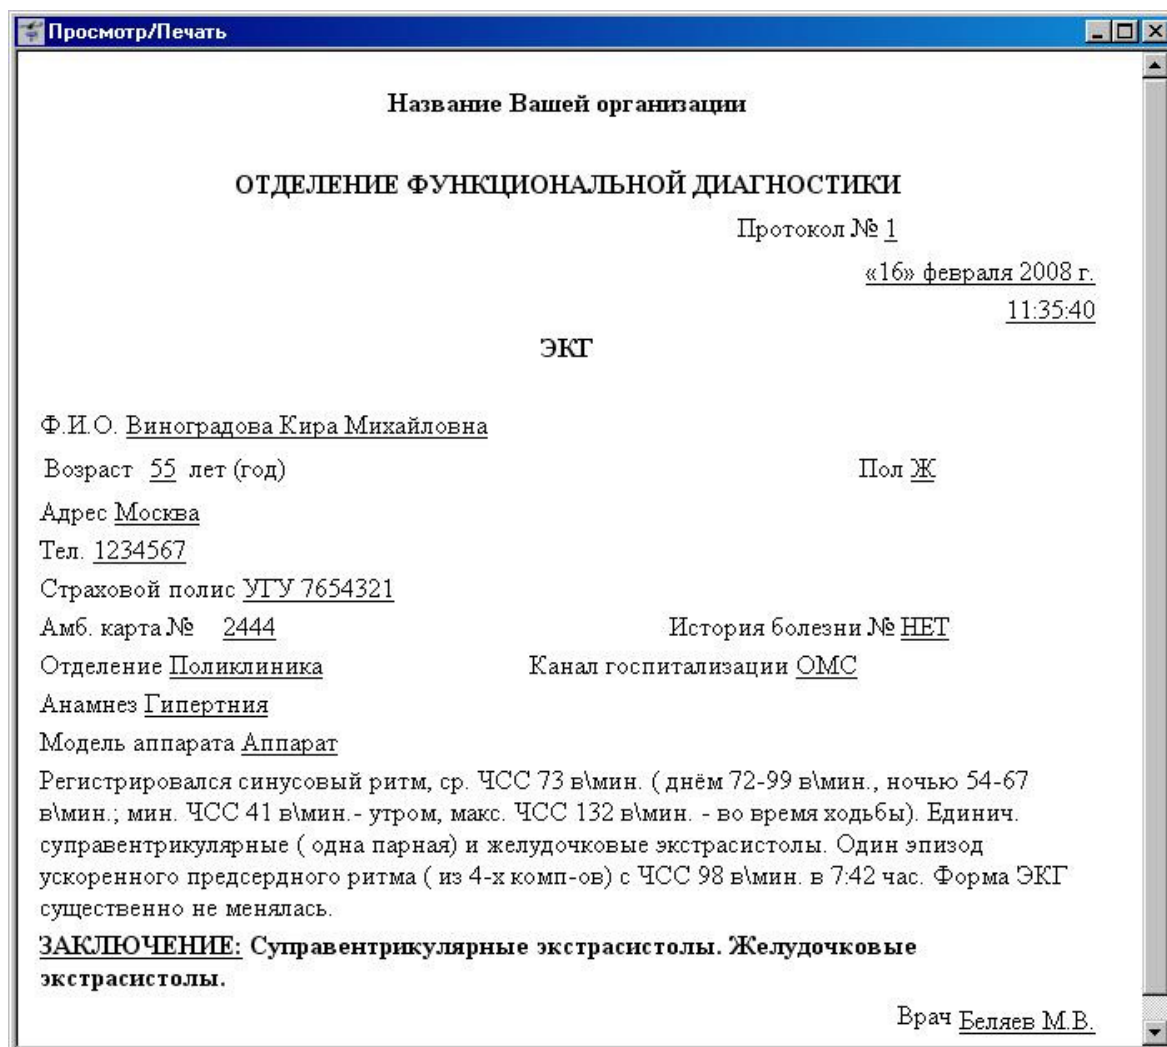 Просмотр/Печать
Название Вашей организации
ОТДЕЛЕНИЕ ФУНКЦИОНАЛЬНОЙ ДИАГНОСТИКИ
Протокол № 1
«16» февраля 2008 г.
11:35:40
ЭКГ
Ф.И.О. Виноградова Кира Михайловна
Возраст 55 лет (год) Пол Ж
Адрес Москва
Тел. 1234567
Страховой полис УГУ 7654321
Амб. карта № 2444 История болезни № НЕТ
Отделение Поликлиника Канал госпитализации ОМС
Анамнез Гипертния
Модель аппарата Аппарат
Регистрировался синусовый ритм, ср. ЧСС 73 в\мин. ( днём 72-99 в\мин., ночью 54-67
в\мин.; мин. ЧСС 41 в\мин.- утром, макс. ЧСС 132 в\мин. - во время ходьбы). Единич.
суправентрикулярные ( одна парная) и желудочковые экстрасистолы. Один эпизод
ускоренного предсердного ритма ( из 4-х комп-ов) с ЧСС 98 в\мин. в 7:42 час. Форма ЭКГ
существенно не менялась.
ЗАКЛЮЧЕНИЕ: Суправентрикулярные экстрасистолы. Желудочковые
экстрасистолы.
Врач Беляев М.В.